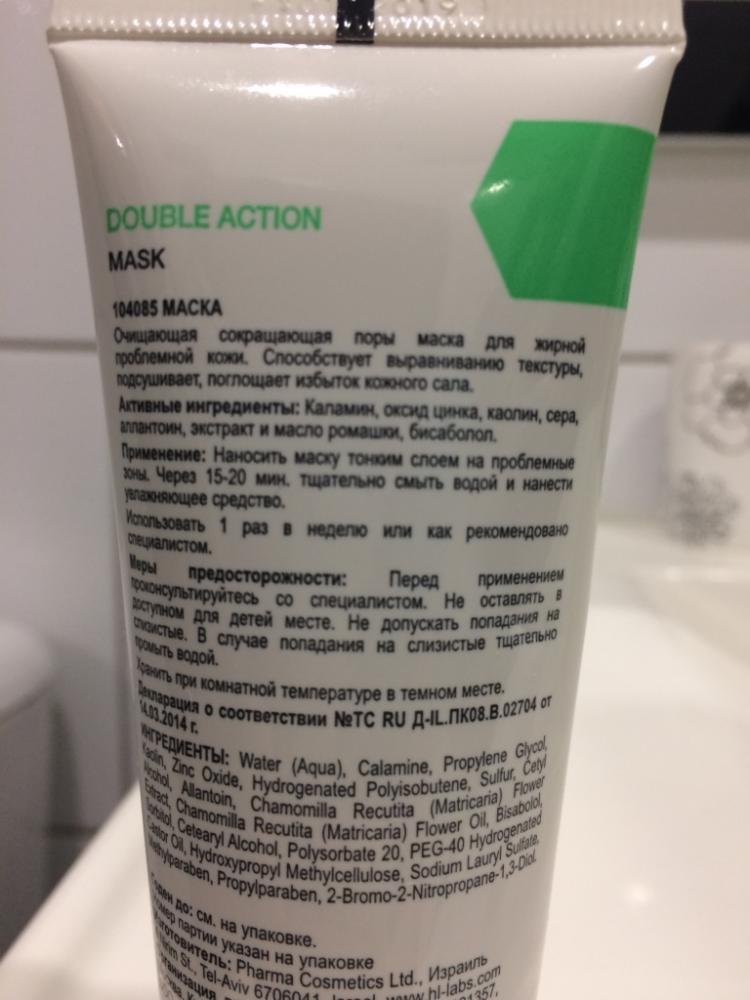 DOUBLE ACTION
MASK
104085 МАСКА
Очищающая сокращающая поры маска для жирной
проблемной кожи. Способствует выравниванию текстуры,
подсушивает, поглощает избыток кожного сала.
Активные ингредиенты: Каламин, оксид цинка, каолин, сера,
аллантоин, экстракт и масло ромашки, бисаболол.
Применение: Наносить маску тонким слоем на проблемные
зоны. Через 15-20 мин. тщательно смыть водой и нанести
увлажняющее средство.
Использовать 1 раз в неделю или как рекомендовано
специалистом.
Меры предосторожности: Перед применением
проконсультируйтесь со специалистом. Не оставлять в
доступном для детей месте. Не допускать попадания на
слизистые. В случае попадания на слизистые тщательно
промыть водой.
Хранить при комнатной температуре в темном месте.
Декларация о соответствии №ТС RU Д-IL.ПК08.В.02704 от
14.03.2014 г.
ИНГРЕДИЕНТЫ: Water (Aqua), Calamine, Propylene Glycol,
Kaolin, Zinc Oxide, Hydrogenated Polyisobutene, Sulfur, Cetyl
Alcohol, Allantoin, Chamomilla Recutita (Matricaria) Flower
Extract, Chamomilla Recutita (Matricaria) Flower Oil, Bisabolol,
Sorbitol, Cetearyl Alcohol, Polysorbate 20, PEG-40 Hydrogenated
Castor Oil, Hydroxypropyl Methylcellulose, Sodium Lauryl Sulfate,
Methylparaben, Propylparaben, 2-Bromo-2-Nitropropane-1,3-Diol.
Годен до: см. на упаковке.
Номер партии указан на упаковке
Изготовитель: Pharma Cosmetics Ltd., Израиль
St., Tel-Aviv 6706041, Israel, www.hl-labs.com